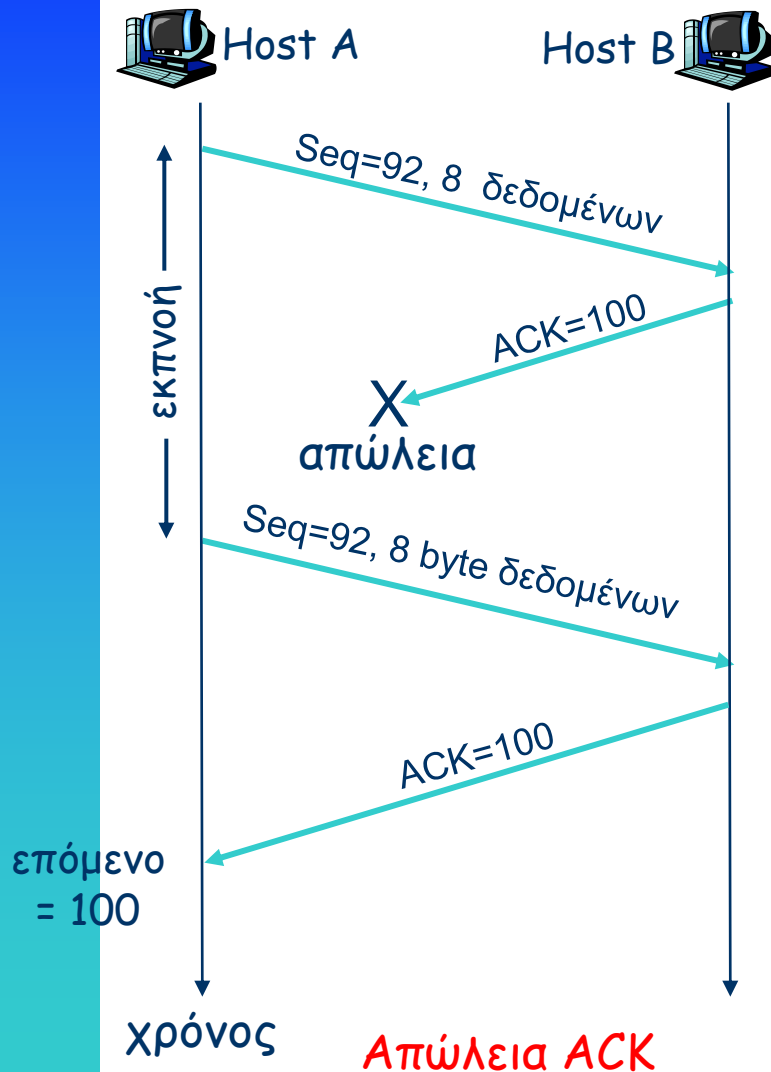 Host A
Host B
Seq=92, 8 δεδομένων
εκπνοή
ACK=100
X
απώλεια
Seq=92, 8 byte δεδομένων
ACK=100
επόμενο
= 100
χρόνος
Απώλεια ACK